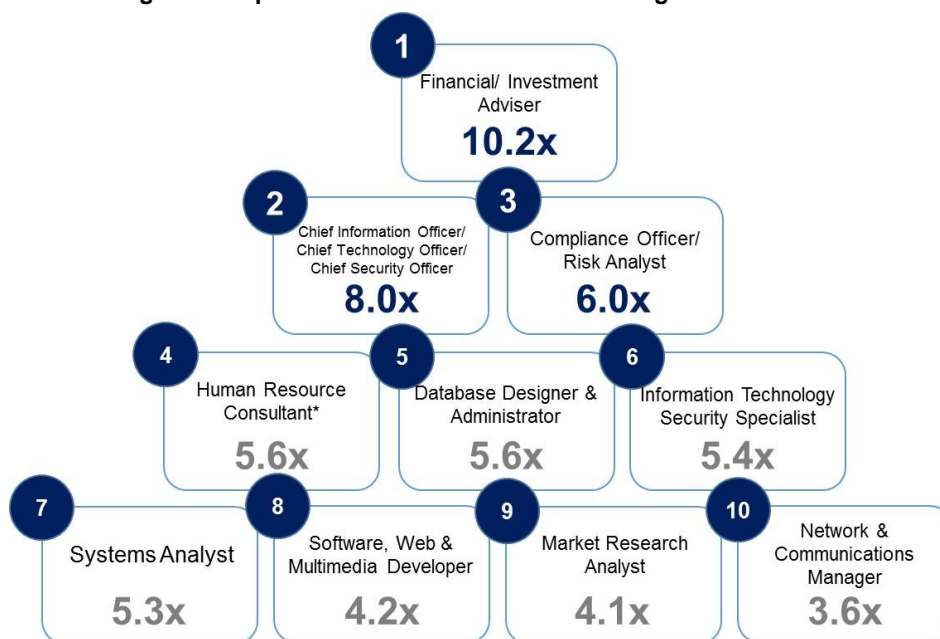 1
Financial/ Investment
Adviser
10.2x
2
Chief Information Officer/
Chief Technology Officer/
Chief Security Officer
8.0x
3
Compliance Officer/
Risk Analyst
6.0x
4
Human Resource
Consultant*
5.6x
5
Database Designer &
Administrator
5.6x
6
Information Technology
Security Specialist
5.4x
7
Systems Analyst
5.3x
8
Software, Web &
Multimedia Developer
4.2x
9
Market Research
Analyst
4.1x
10
Network &
Communications
Manager
3.6x